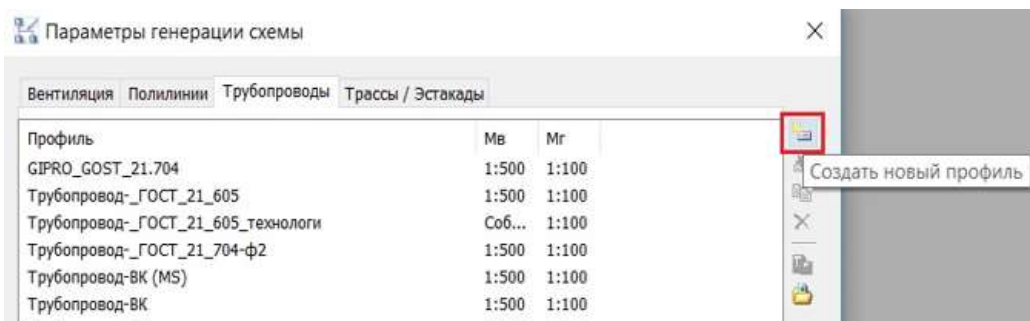 Параметры генерации схемы
Вентиляция Полилинии Трубопроводы Трассы / Эстакады
Профиль Мв Мг
GIPRO_GOST_21.704 1:500 1:100
Трубопровод-_ГОСТ_21_605 1:500 1:100
Трубопровод-_ГОСТ_21_605_технологи Соб... 1:100
Трубопровод-_ГОСТ_21_704-ф2 1:500 1:100
Трубопровод-ВК (MS) 1:500 1:100
Трубопровод-ВК 1:500 1:100
Создать новый профиль